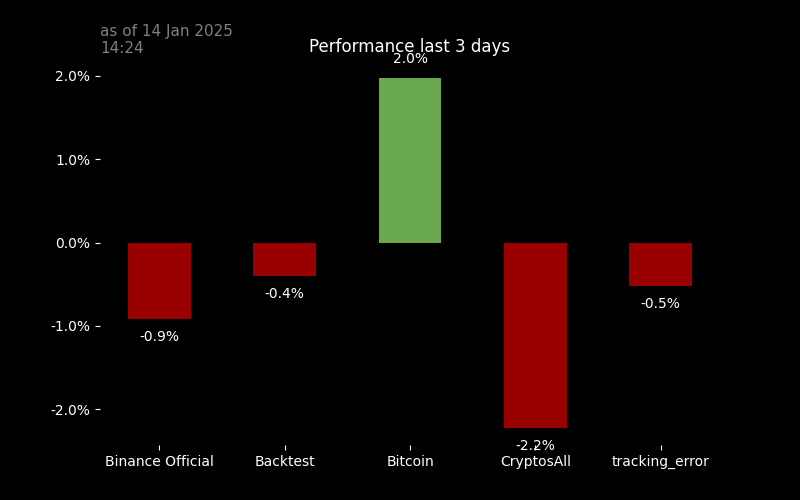 as of 14 Jan 2025
14:24
Performance last 3 days
2.0%
2.0%
1.0%
0.0%
-0.4%
-0.5%
-0.9%
-1.0%
-2.0%
-2.2%
Binance Official
Backtest
Bitcoin
CryptosAll
tracking_error